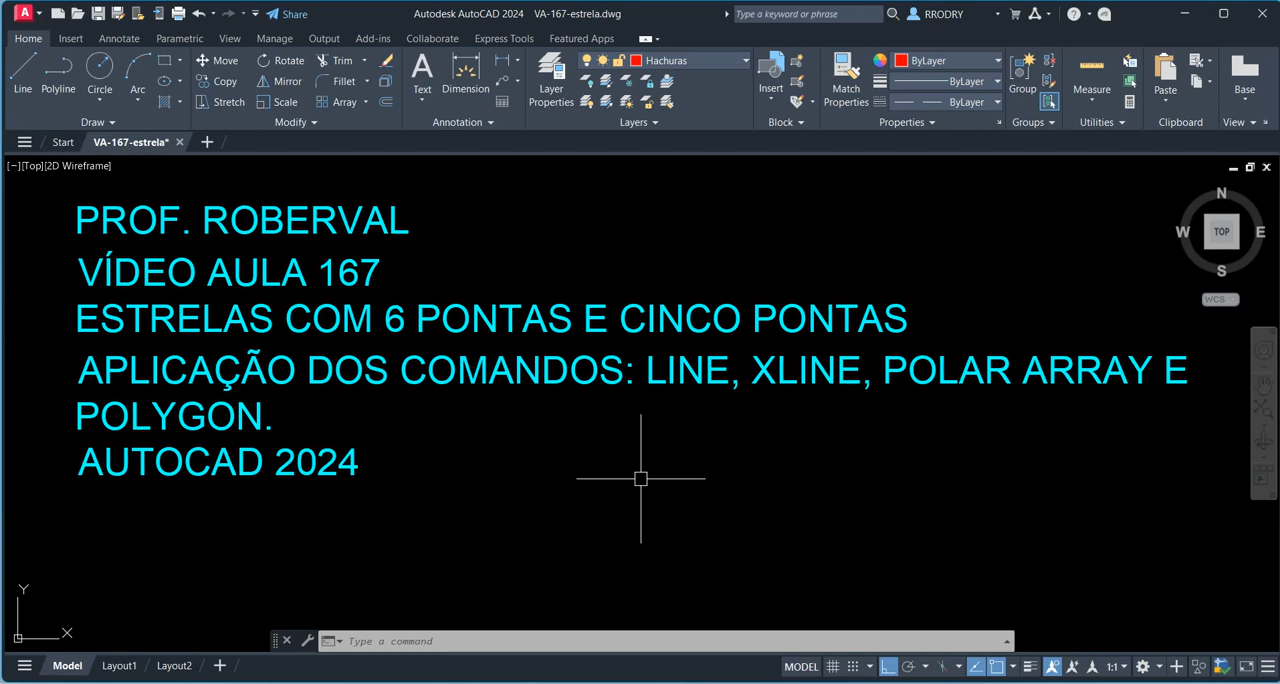 A Share Autodesk AutoCAD 2024 VA-167-estrela.dwg Type a keyword or phrase RRODRY
Home Insert Annotate Parametric View Manage Output Add-ins Collaborate Express Tools Featured Apps
Line Polyline Circle Arc
Move Rotate Trim
Copy Mirror Fillet
Stretch Scale Array
Text Dimension
Layer Properties
Hachuras
Insert
Match Properties
ByLayer
ByLayer
ByLayer
Group
Measure
Paste
Base
Draw Modify Annotation Layers Block Properties Groups Utilities Clipboard View
Start VA-167-estrela*
[−][Top][2D Wireframe]
PROF. ROBERVAL
VÍDEO AULA 167
ESTRELAS COM 6 PONTAS E CINCO PONTAS
APLICAÇÃO DOS COMANDOS: LINE, XLINE, POLAR ARRAY E
POLYGON.
AUTOCAD 2024
N
W TOP E
S
WCS
Y
X
Type a command
Model Layout1 Layout2 MODEL 1:1